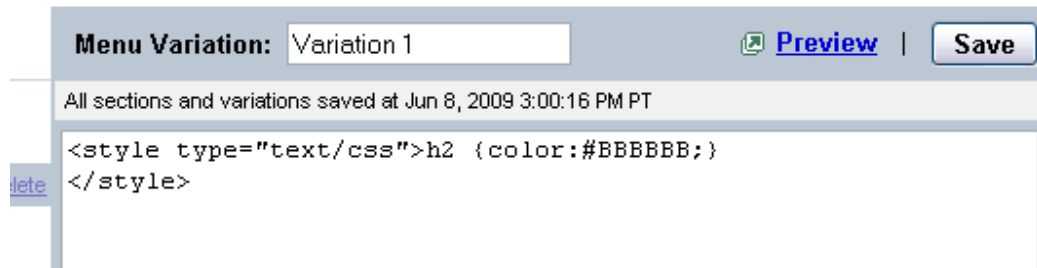 Menu Variation: Variation 1 Preview | Save
All sections and variations saved at Jun 8, 2009 3:00:16 PM PT
<style type="text/css">h2 {color:#BBBBBB;}
lete </style>